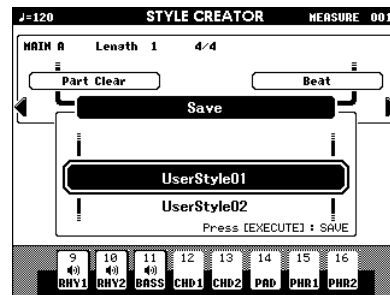 ♩=120 STYLE CREATOR MEASURE 001
MAIN A Length 1 4/4
Part Clear Beat
Save
UserStyle01
UserStyle02
Press [EXECUTE] : SAVE
9 10 11 12 13 14 15 16
RHY1 RHY2 BASS CHD1 CHD2 PAD PHR1 PHR2